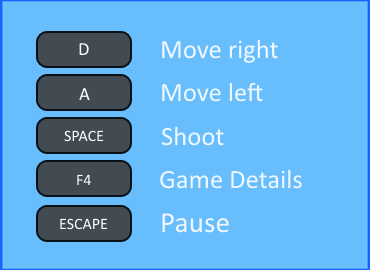 D Move right
A Move left
SPACE Shoot
F4 Game Details
ESCAPE Pause